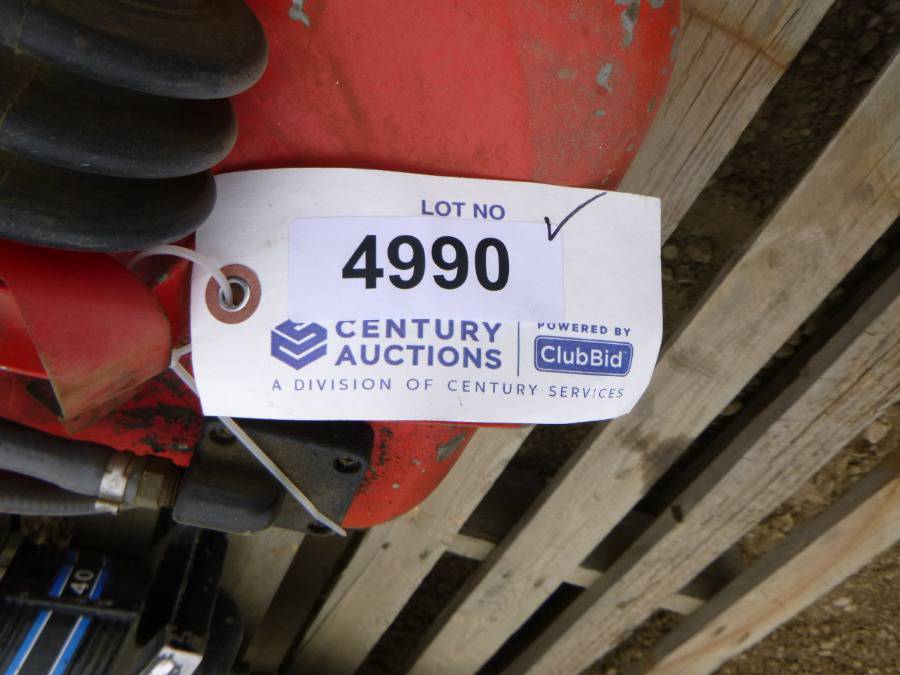 LOT NO
4990
CENTURY
AUCTIONS
POWERED BY
ClubBid
A DIVISION OF CENTURY SERVICES
40